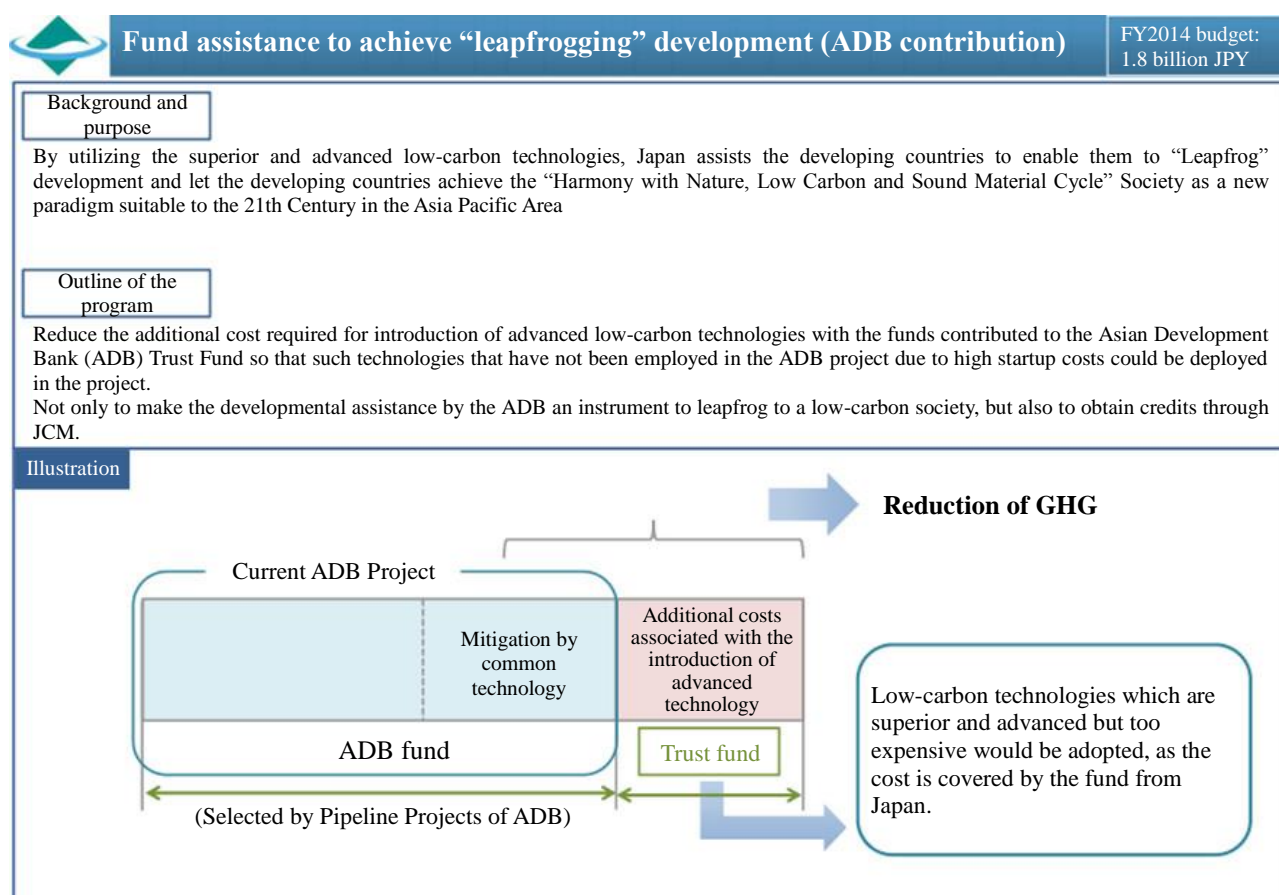 Fund assistance to achieve “leapfrogging” development (ADB contribution)
FY2014 budget:
1.8 billion JPY
Background and
purpose
By utilizing the superior and advanced low-carbon technologies, Japan assists the developing countries to enable them to “Leapfrog”
development and let the developing countries achieve the “Harmony with Nature, Low Carbon and Sound Material Cycle” Society as a new
paradigm suitable to the 21th Century in the Asia Pacific Area
Outline of the
program
Reduce the additional cost required for introduction of advanced low-carbon technologies with the funds contributed to the Asian Development
Bank (ADB) Trust Fund so that such technologies that have not been employed in the ADB project due to high startup costs could be deployed
in the project.
Not only to make the developmental assistance by the ADB an instrument to leapfrog to a low-carbon society, but also to obtain credits through
JCM.
Illustration
Reduction of GHG
Current ADB Project
Mitigation by
common
technology
Additional costs
associated with the
introduction of
advanced
technology
ADB fund
Trust fund
(Selected by Pipeline Projects of ADB)
Low-carbon technologies which are
superior and advanced but too
expensive would be adopted, as the
cost is covered by the fund from
Japan.